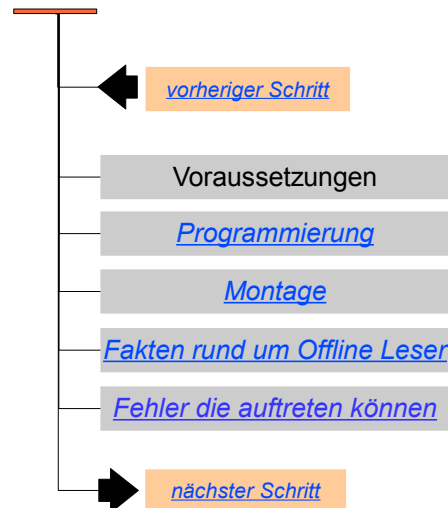 vorheriger Schritt
Voraussetzungen
Programmierung
Montage
Fakten rund um Offline Leser
Fehler die auftreten können
nächster Schritt